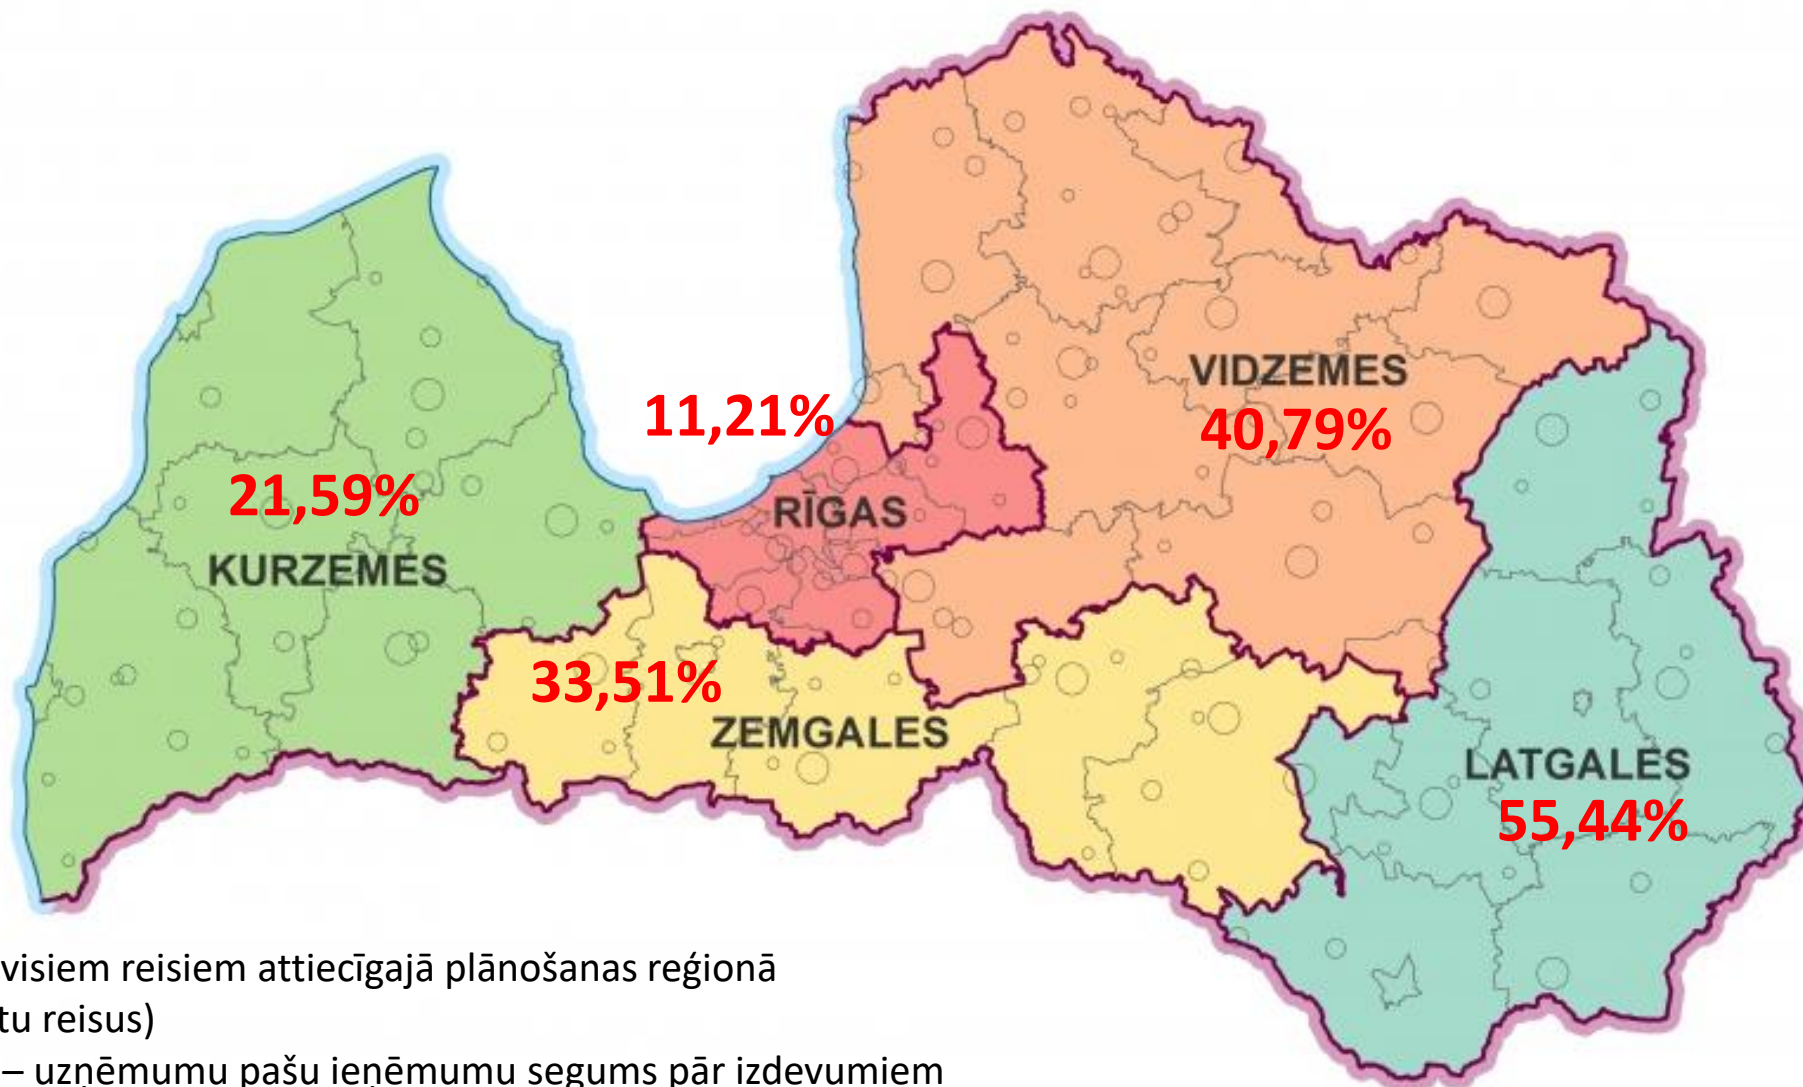 VIDZEMES
11,21%
40,79%
21,59%
RĪGAS
KURZEMES
33,51%
ZEMGALES
LATGALES
55,44%
visiem reisiem attiecīgajā plānošanas reģionā
tu reisus)
– uzņēmumu pašu ieņēmumu segums pār izdevumiem